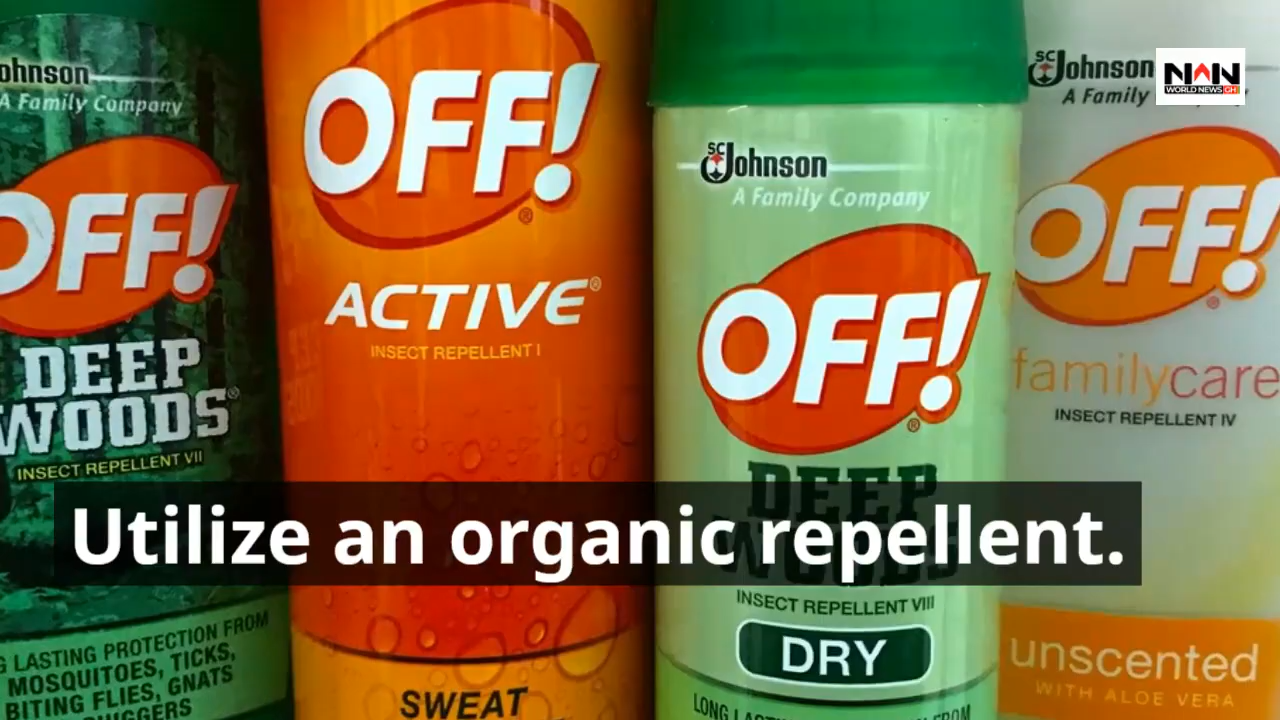 Johnson
A Family Company
OFF!
DEEP
WOODS®
INSECT REPELLENT VII
LASTING PROTECTION FROM
MOSQUITOES, TICKS,
BITING FLIES, GNATS
OFF!
®
ACTIVE®
INSECT REPELLENT I
SWEAT
SC
Johnson
A Family Company
OFF!
®
DEEP
WOODS
INSECT REPELLENT VIII
DRY
SC
Johnson
A Family
OFF!
®
familycare
INSECT REPELLENT IV
unscented
WITH ALOE VERA
NAN
WORLD NEWS GH
Utilize an organic repellent.